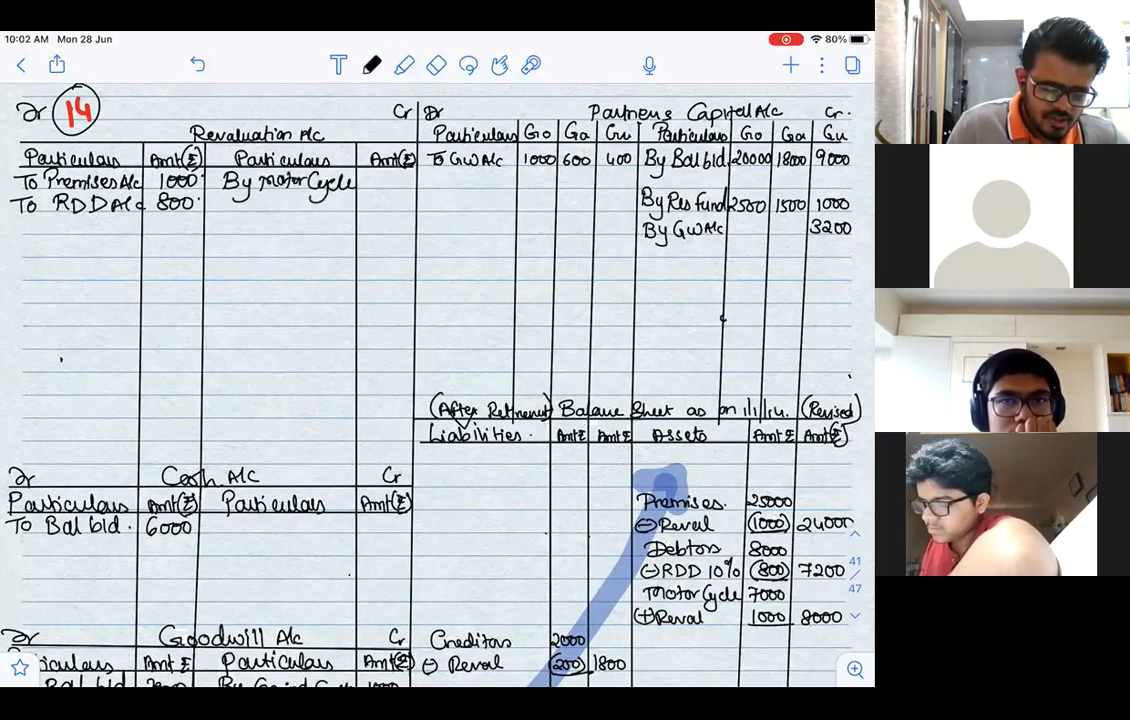 10:02 AM Mon 28 Jun
80%
Dr 14 Cr
Revaluation A/c
Particulars Amt(₹) Particulars Amt(₹)
To Premises A/c 1000 By Motor Cycle
To RDD A/c 800
Dr Partners Capital A/c Cr.
Particulars Go Ga Gu Particulars Go Ga Gu
To GW A/c 1000 600 400 By Bal b/d. 20000 18000 9000
By Res Fund 2500 1500 1000
By GW A/c 3200
(After Retirement) Balance Sheet as on 1/1/14. (Revised)
Liabilities. Amt ₹ Amt ₹ Assets Amt ₹ Amt(₹)
Premises. 25000
(-) Reval (1000) 24000
Debtors 8000
(-) RDD 10% (800) 7200
Motor Cycle 7000
(+) Reval 1000 8000
Creditors 2000
(-) Reval (200) 1800
Dr Cash A/c Cr
Particulars Amt(₹) Particulars Amt(₹)
To Bal b/d. 6000
Dr Goodwill A/c Cr
Particulars Amt(₹) Particulars Amt(₹)
41
/
47